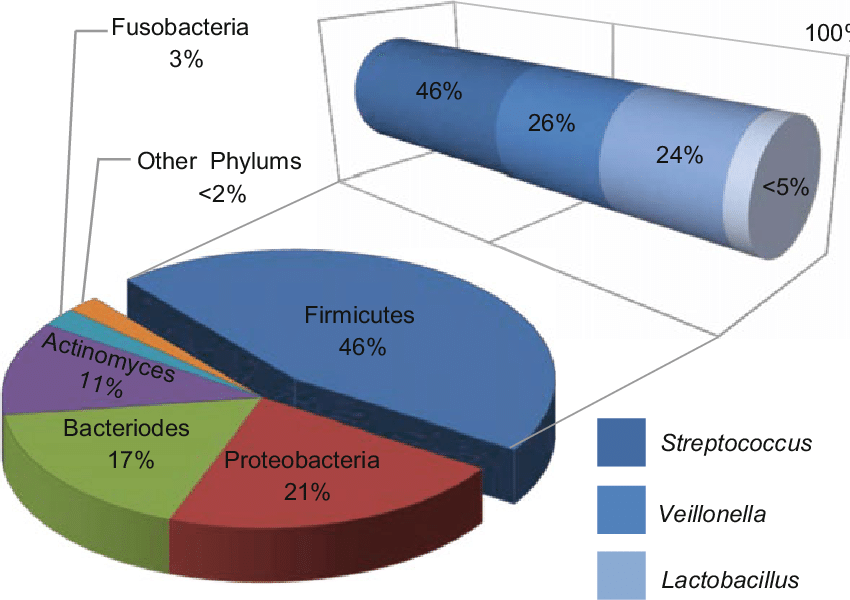 Fusobacteria
3%
100%
46%
26%
24%
<5%
Other Phylums
<2%
Firmicutes
46%
Actinomyces
11%
Bacteriodes
17%
Proteobacteria
21%
Streptococcus
Veillonella
Lactobacillus